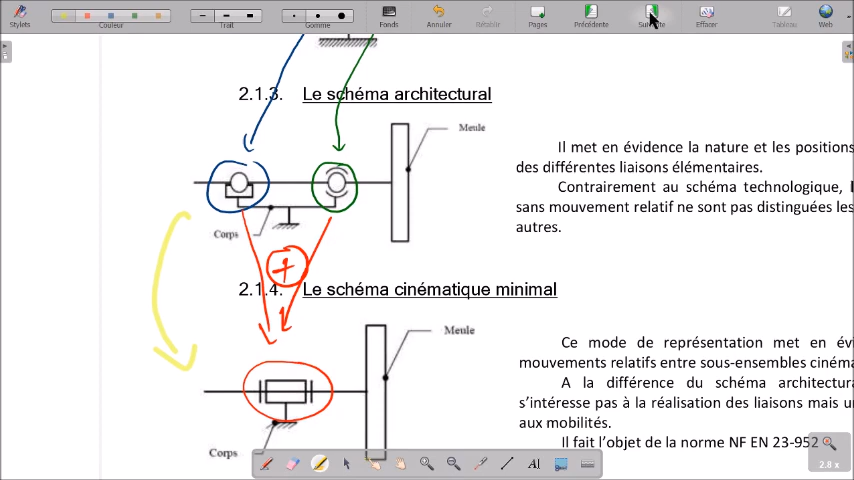 Stylets
Couleur
Trait
Gomme
Fonds
Annuler
Rétablir
Pages
Précédente
Effacer
Tableau
Web
2.1.3. Le schéma architectural
Meule
Corps
Il met en évidence la nature et les positions
des différentes liaisons élémentaires.
Contrairement au schéma technologique,
sans mouvement relatif ne sont pas distinguées les
autres.
+
2.1.4. Le schéma cinématique minimal
Meule
Corps
Ce mode de représentation met en év
mouvements relatifs entre sous-ensembles cinéma
A la différence du schéma architectura
s’intéresse pas à la réalisation des liaisons mais u
aux mobilités.
Il fait l’objet de la norme NF EN 23-952
AI
2.8 x